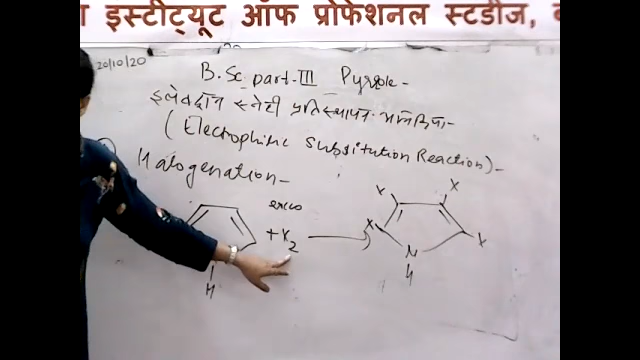 इंस्टीट्यूट ऑफ प्रोफेशनल स्टडीज,
20/10/20
B.Sc. part-III Pyrrole-
इलेक्ट्रान स्नेही प्रतिस्थापन अभिक्रिया-
(Electrophilic Substitution Reaction)-
Halogenation-
+ X2
X X
X X
N
H
H